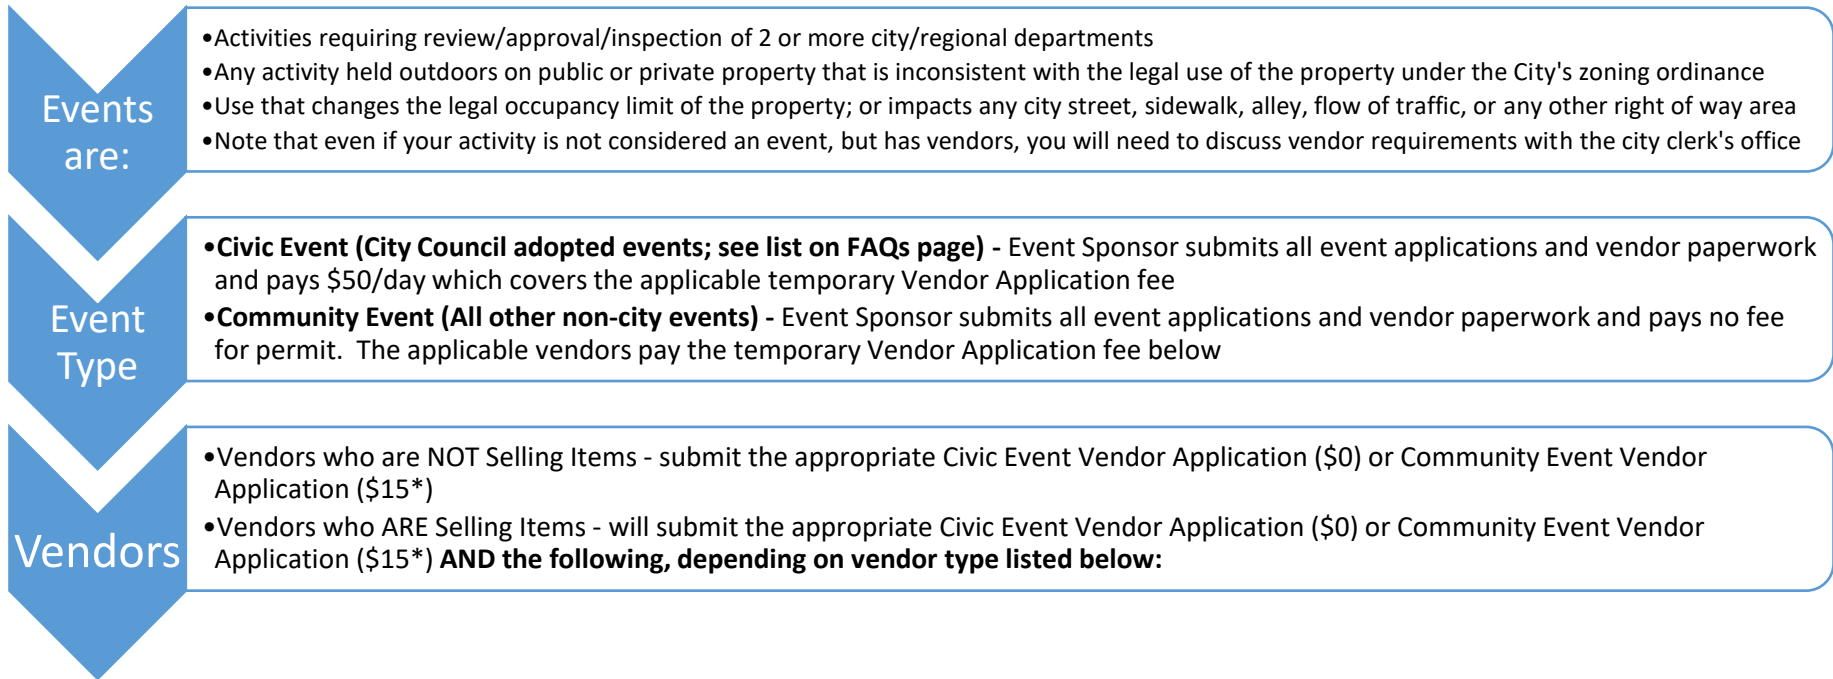 Events
are:
•Activities requiring review/approval/inspection of 2 or more city/regional departments
•Any activity held outdoors on public or private property that is inconsistent with the legal use of the property under the City's zoning ordinance
•Use that changes the legal occupancy limit of the property; or impacts any city street, sidewalk, alley, flow of traffic, or any other right of way area
•Note that even if your activity is not considered an event, but has vendors, you will need to discuss vendor requirements with the city clerk's office
Event
Type
•Civic Event (City Council adopted events; see list on FAQs page) - Event Sponsor submits all event applications and vendor paperwork
and pays $50/day which covers the applicable temporary Vendor Application fee
•Community Event (All other non-city events) - Event Sponsor submits all event applications and vendor paperwork and pays no fee
for permit.  The applicable vendors pay the temporary Vendor Application fee below
Vendors
•Vendors who are NOT Selling Items - submit the appropriate Civic Event Vendor Application ($0) or Community Event Vendor
Application ($15*)
•Vendors who ARE Selling Items - will submit the appropriate Civic Event Vendor Application ($0) or Community Event Vendor
Application ($15*) AND the following, depending on vendor type listed below: